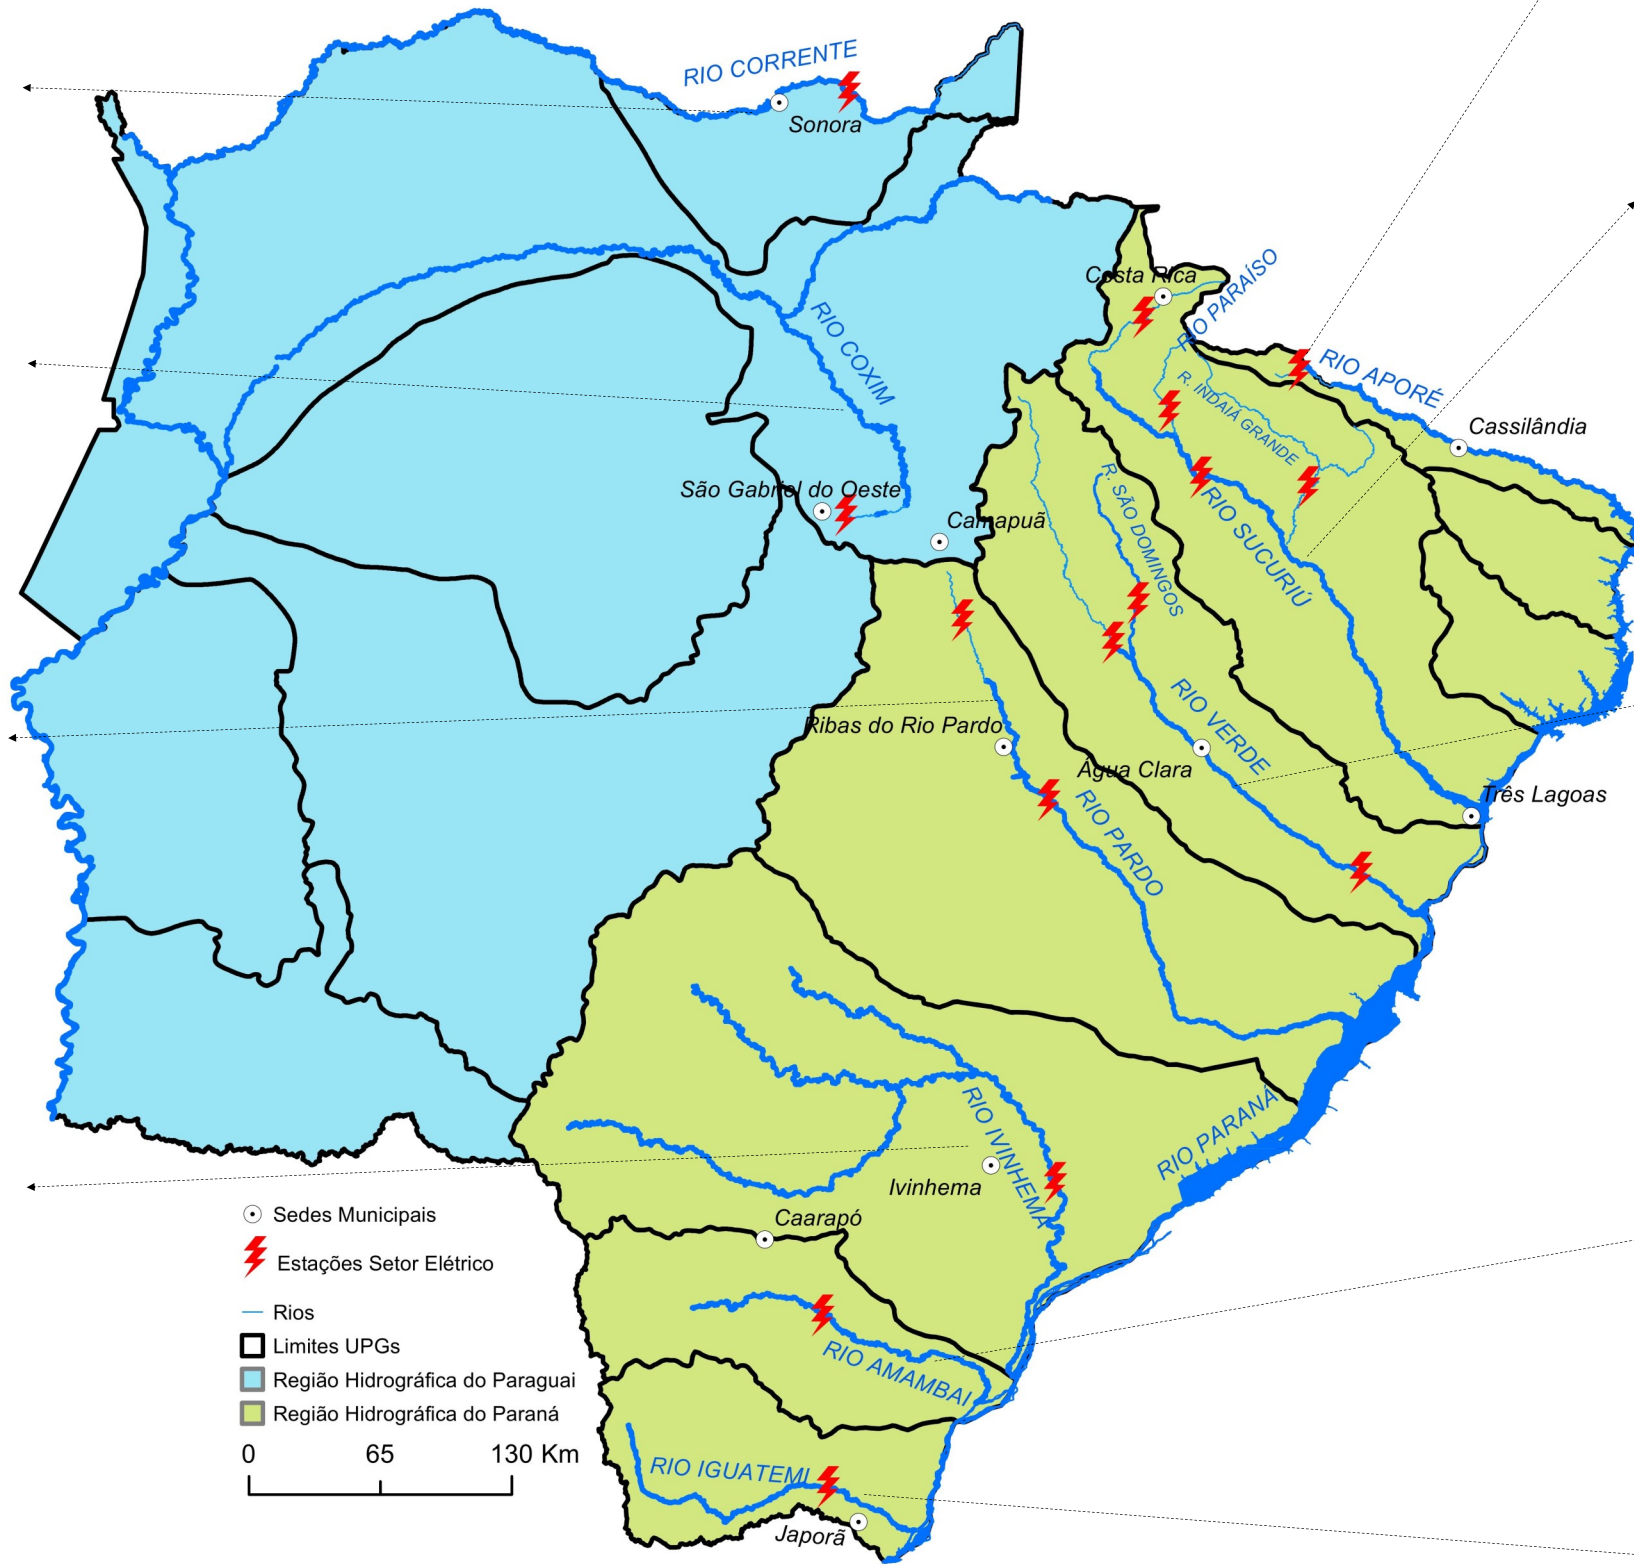 RIO CORRENTE
Sonora
Costa Rica
RIO PARAÍSO
RIO COXIM
RIO APORÉ
R. INDAIÁ GRANDE
Cassilândia
São Gabriel do Oeste
R. SÃO DOMINGOS
RIO SUCURIÚ
Camapuã
Ribas do Rio Pardo
RIO VERDE
Água Clara
RIO PARDO
Três Lagoas
RIO IVINHEMA
RIO PARANÁ
Ivinhema
Caarapó
Sedes Municipais
Estações Setor Elétrico
Rios
Limites UPGs
Região Hidrográfica do Paraguai
Região Hidrográfica do Paraná
0 65 130 Km
RIO AMAMBAI
RIO IGUATEMI
Japorã